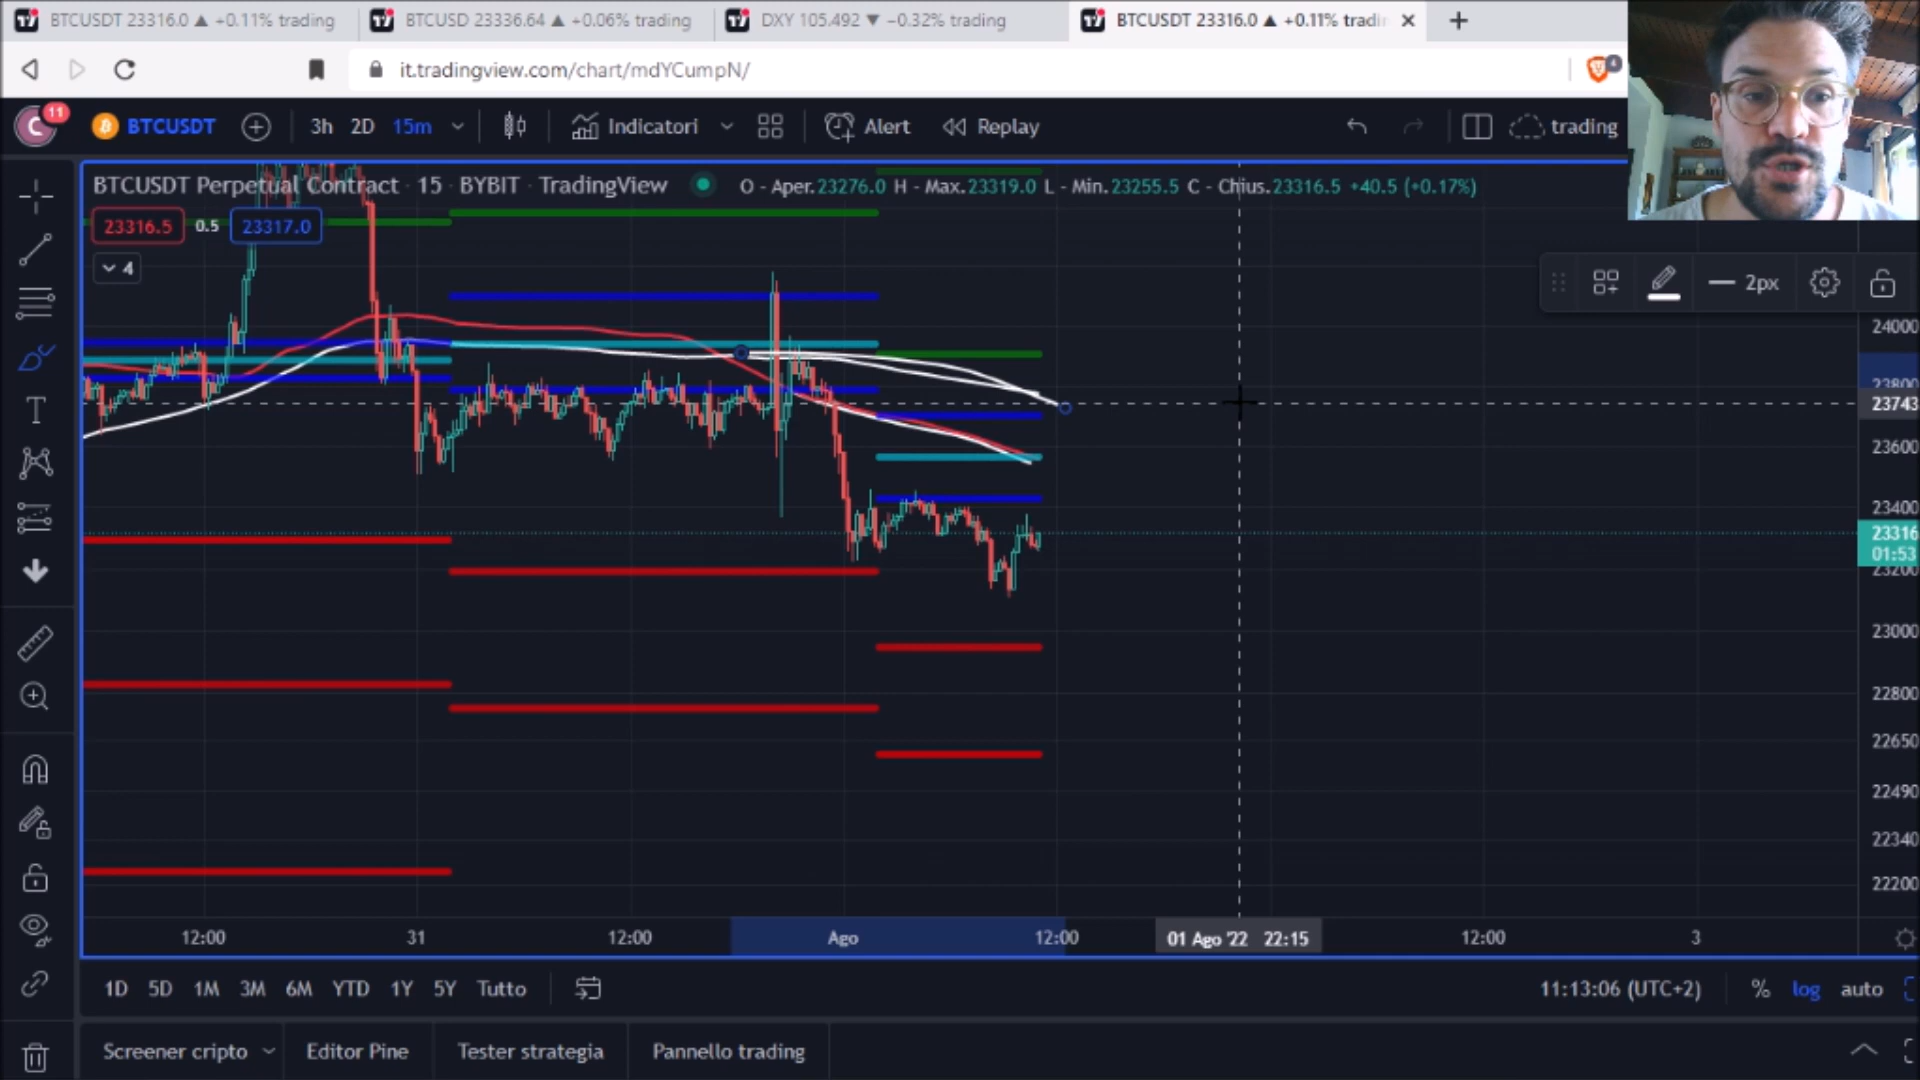 BTCUSDT 23316.0 ▲ +0.11% trading
BTCUSD 23336.64 ▲ +0.06% trading
DXY 105.492 ▼ −0.32% trading
BTCUSDT 23316.0 ▲ +0.11% tradi
it.tradingview.com/chart/mdYCumpN/
4
C
11
BTCUSDT
3h
2D
15m
Indicatori
Alert
Replay
trading
BTCUSDT Perpetual Contract · 15 · BYBIT · TradingView
O - Aper.23276.0 H - Max.23319.0 L - Min.23255.5 C - Chius.23316.5 +40.5 (+0.17%)
23316.5
0.5
23317.0
4
2px
24000
23800
23743
23600
23400
23316
01:53
23200
23000
22800
22650
22490
22340
22200
12:00
31
12:00
Ago
12:00
01 Ago '22 22:15
12:00
3
1D
5D
1M
3M
6M
YTD
1Y
5Y
Tutto
11:13:06 (UTC+2)
%
log
auto
Screener cripto
Editor Pine
Tester strategia
Pannello trading